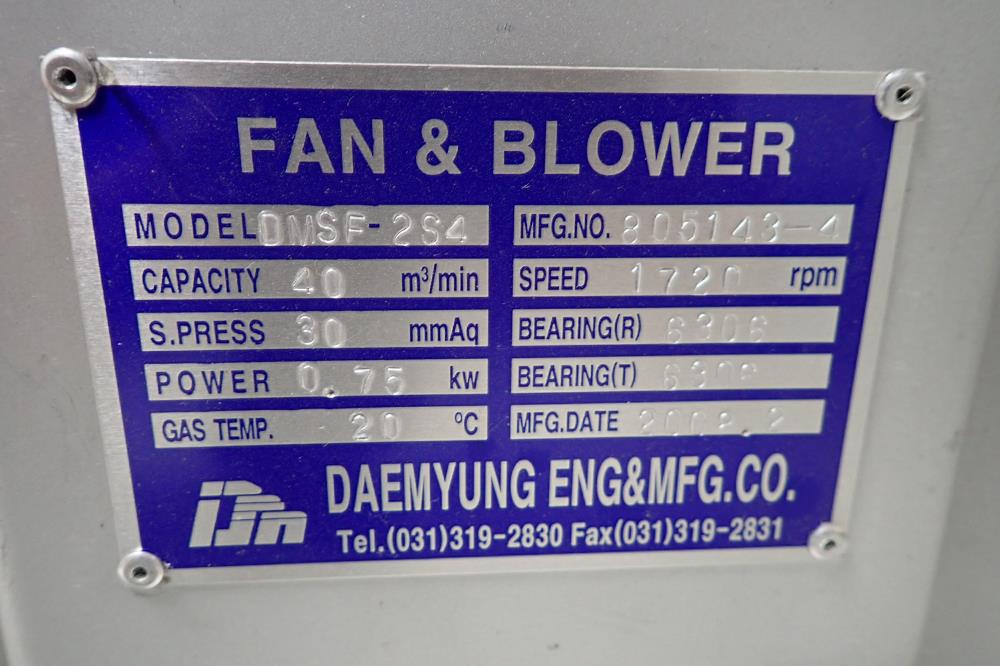 FAN & BLOWER
MODEL DMSF-2S4
MFG.NO. 805143-4
CAPACITY 40 m³/min
SPEED 1720 rpm
S.PRESS 30 mmAq
BEARING(R) 6306
POWER 0.75 kw
BEARING(T)
GAS TEMP. 20 °C
MFG.DATE
DAEMYUNG ENG&MFG.CO.
Tel.(031)319-2830 Fax(031)319-2831